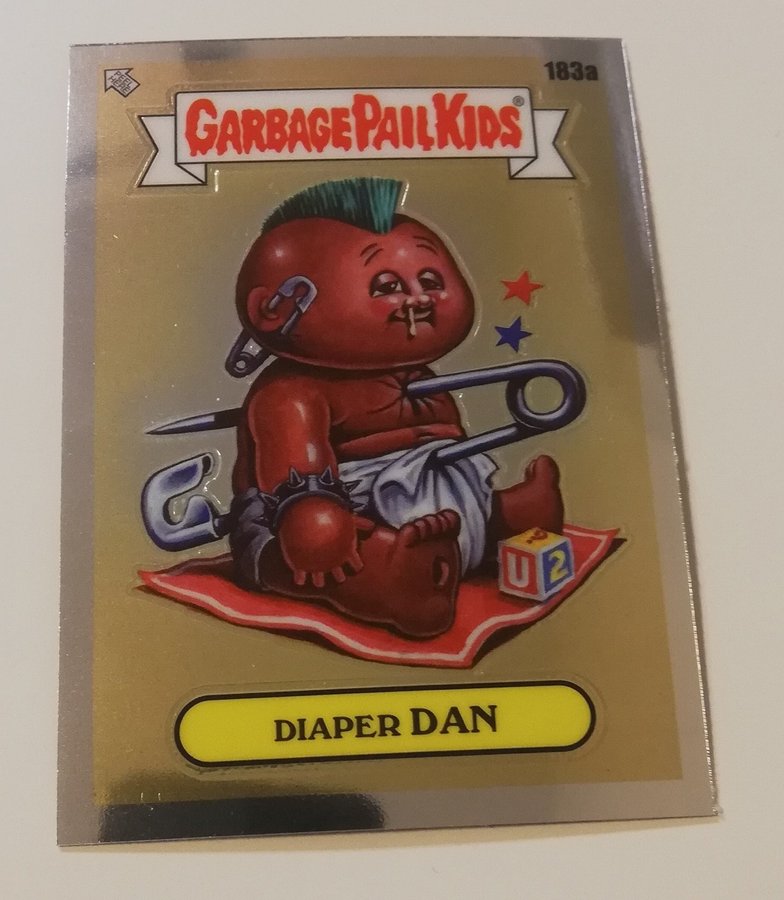 183a
GARBAGE PAIL KIDS®
?
U 2
DIAPER DAN